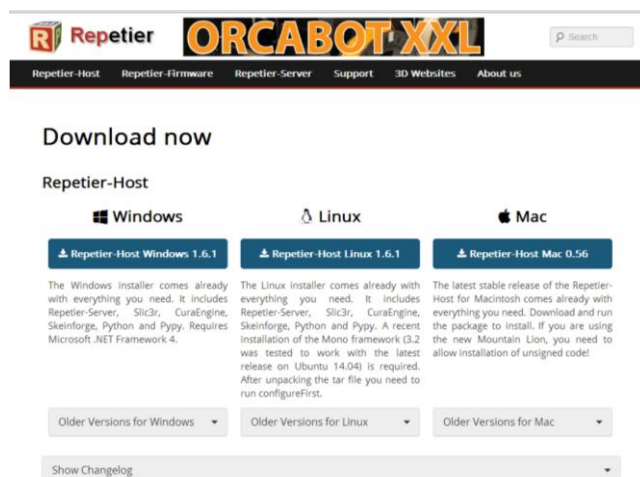 R Repetier ORCABOT XXL Search
Repetier-Host Repetier-Firmware Repetier-Server Support 3D Websites About us
Download now
Repetier-Host
Windows
Repetier-Host Windows 1.6.1
The Windows installer comes already
with everything you need. It includes
Repetier-Server, Slic3r, CuraEngine,
Skeinforge, Python and Pypy. Requires
Microsoft .NET Framework 4.
Older Versions for Windows
Linux
Repetier-Host Linux 1.6.1
The Linux installer comes already with
everything you need. It includes
Repetier-Server, Slic3r, CuraEngine,
Skeinforge, Python and Pypy. A recent
installation of the Mono framework (3.2
was tested to work with the latest
release on Ubuntu 14.04) is required.
After unpacking the tar file you need to
run configureFirst.
Older Versions for Linux
Mac
Repetier-Host Mac 0.56
The latest stable release of the Repetier-
Host for Macintosh comes already with
everything you need. Download and run
the package to install. If you are using
the new Mountain Lion, you need to
allow installation of unsigned code!
Older Versions for Mac
Show Changelog